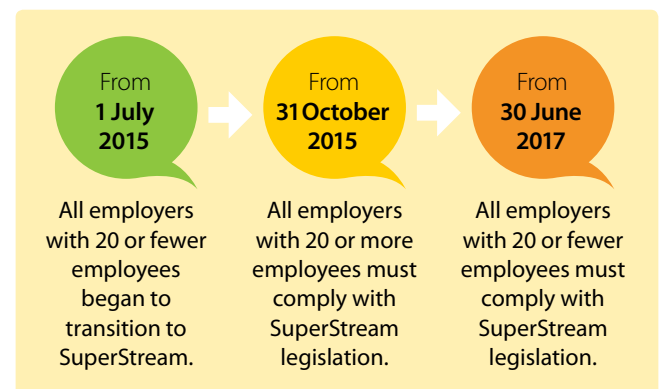 From
1 July
2015
All employers
with 20 or fewer
employees
began to
transition to
SuperStream.
From
31 October
2015
All employers
with 20 or more
employees must
comply with
SuperStream
legislation.
From
30 June
2017
All employers
with 20 or fewer
employees must
comply with
SuperStream
legislation.